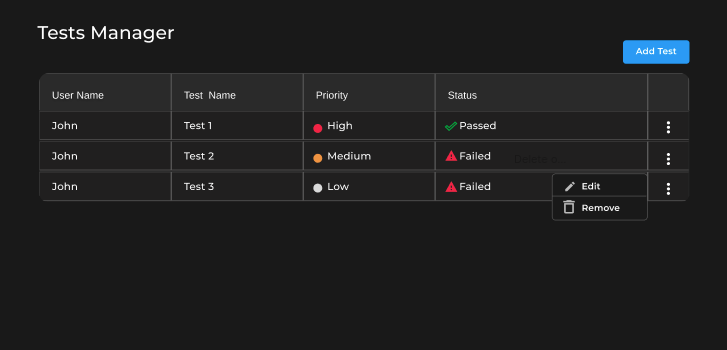 Tests Manager
Add Test
User Name Test Name Priority Status
John Test 1 High Passed
John Test 2 Medium Failed
John Test 3 Low Failed
Edit
Remove